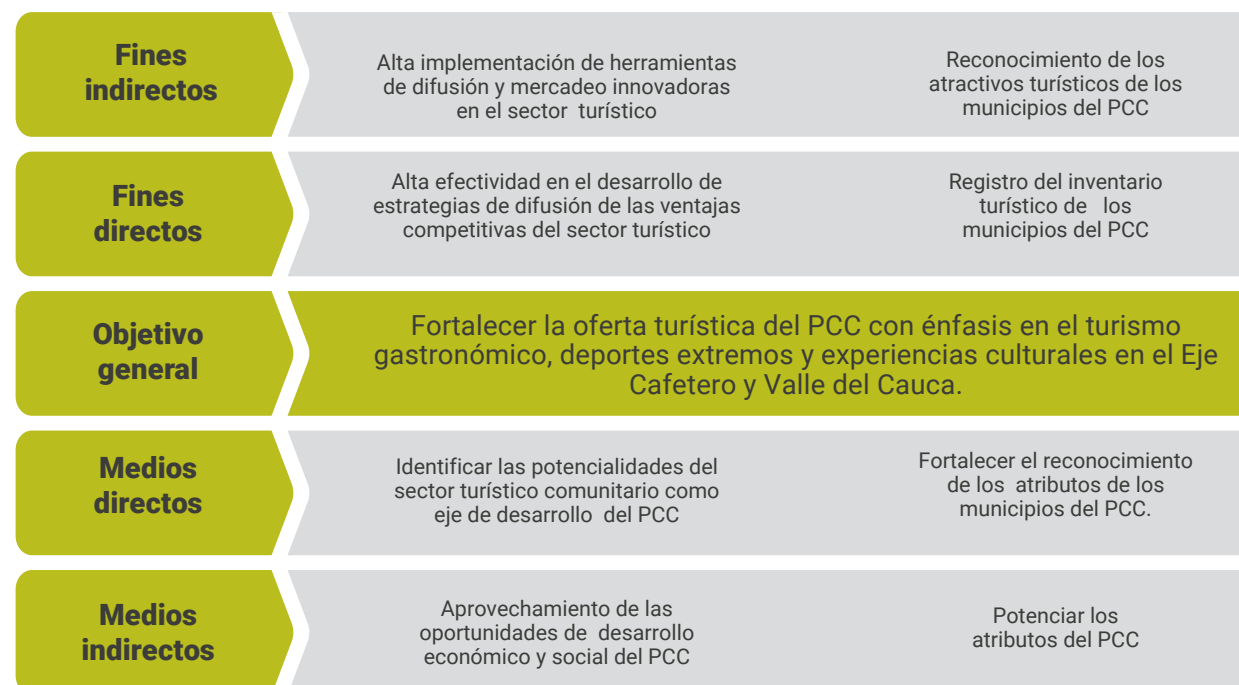 Fines
indirectos
Alta implementación de herramientas
de difusión y mercadeo innovadoras
en el sector turístico
Reconocimiento de los
atractivos turísticos de los
municipios del PCC
Fines
directos
Alta efectividad en el desarrollo de
estrategias de difusión de las ventajas
competitivas del sector turístico
Registro del inventario
turístico de los
municipios del PCC
Objetivo
general
Fortalecer la oferta turística del PCC con énfasis en el turismo
gastronómico, deportes extremos y experiencias culturales en el Eje
Cafetero y Valle del Cauca.
Medios
directos
Identificar las potencialidades del
sector turístico comunitario como
eje de desarrollo del PCC
Fortalecer el reconocimiento
de los atributos de los
municipios del PCC.
Medios
indirectos
Aprovechamiento de las
oportunidades de desarrollo
económico y social del PCC
Potenciar los
atributos del PCC